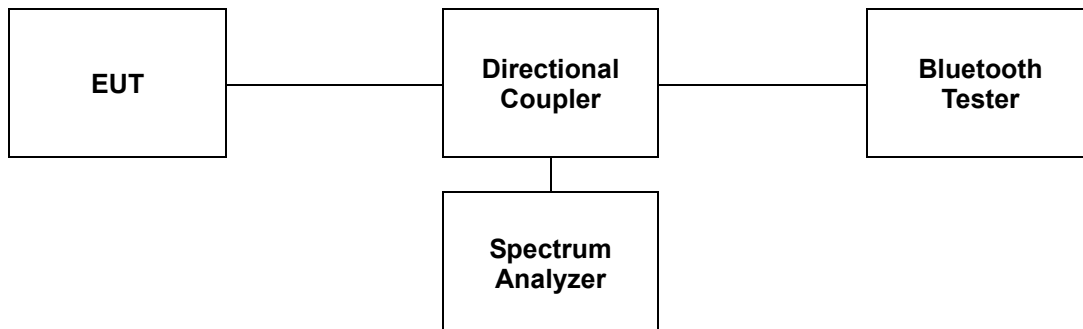 EUT
Directional
Coupler
Bluetooth
Tester
Spectrum
Analyzer